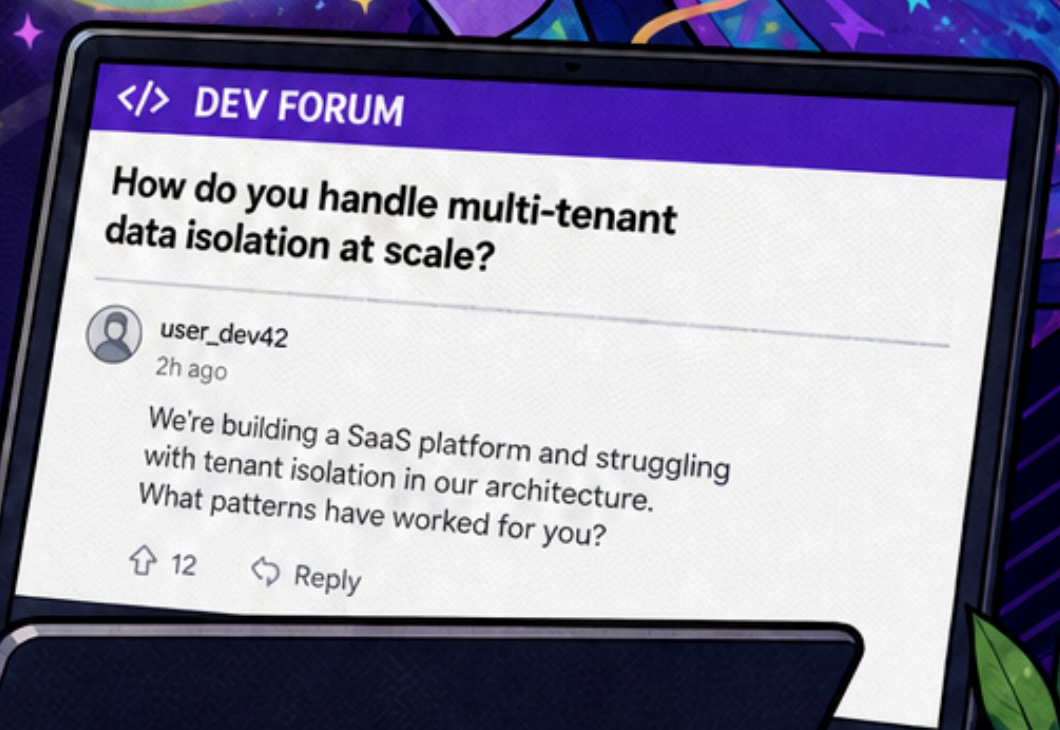 </> DEV FORUM
How do you handle multi-tenant
data isolation at scale?
user_dev42
2h ago
We're building a SaaS platform and struggling
with tenant isolation in our architecture.
What patterns have worked for you?
12
Reply